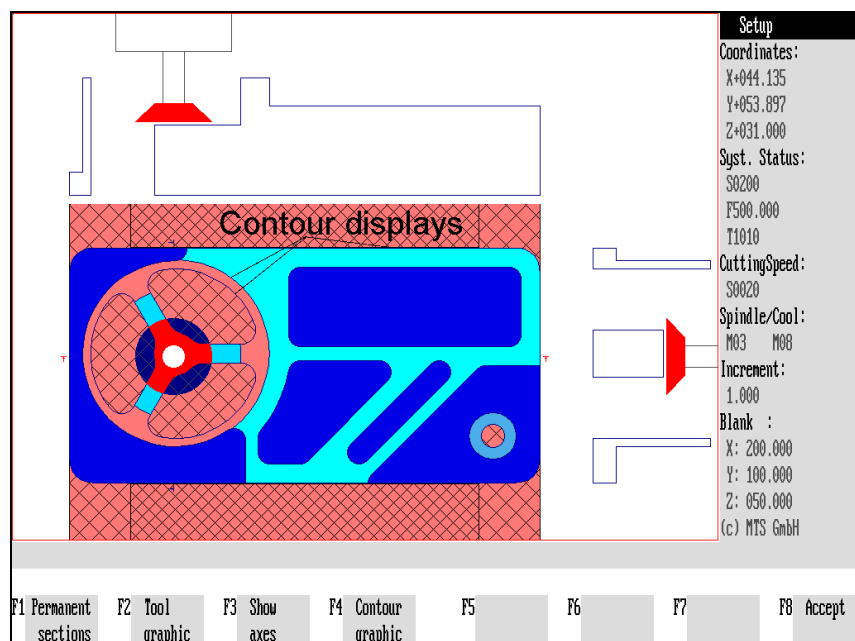 Setup
Coordinates:
X+044.135
Y+053.897
Z+031.000
Syst. Status:
S0200
F500.000
T1010
CuttingSpeed:
S0020
Spindle/Cool:
M03 M08
Increment:
1.000
Blank :
X: 200.000
Y: 100.000
Z: 050.000
(c) MTS GmbH
Contour displays
F1 Permanent sections
F2 Tool graphic
F3 Show axes
F4 Contour graphic
F5
F6
F7
F8 Accept